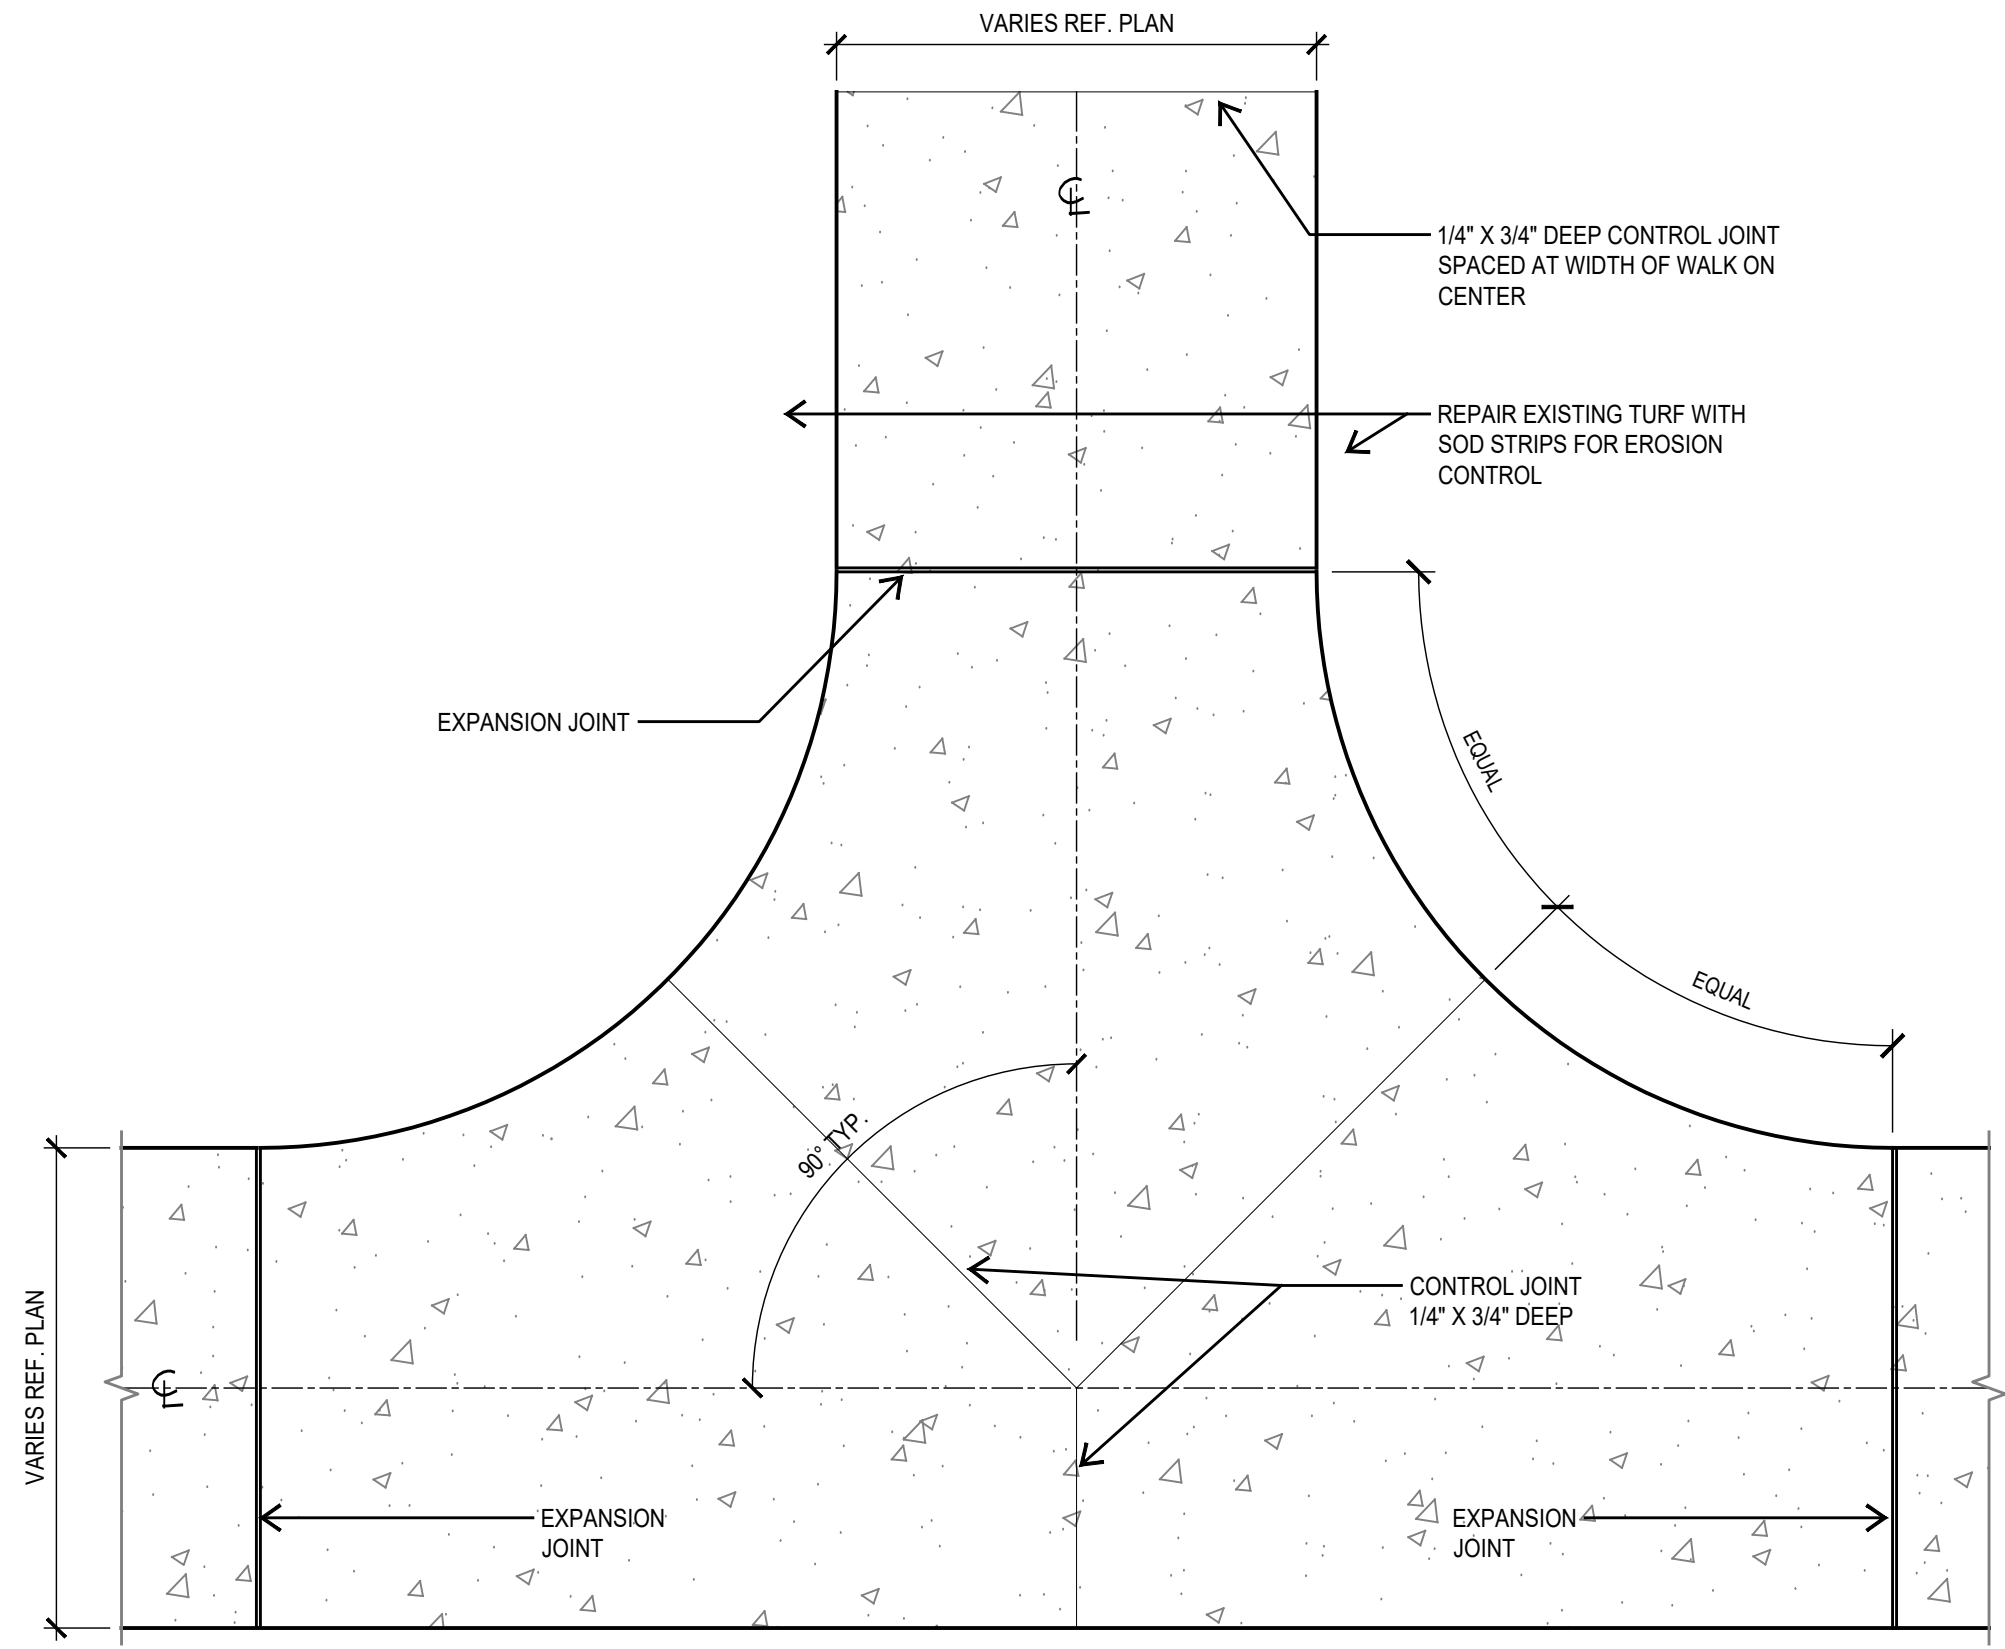 VARIES REF. PLAN
℄
1/4" X 3/4" DEEP CONTROL JOINT
SPACED AT WIDTH OF WALK ON
CENTER
REPAIR EXISTING TURF WITH
SOD STRIPS FOR EROSION
CONTROL
EXPANSION JOINT
EQUAL
EQUAL
90° TYP.
CONTROL JOINT
1/4" X 3/4" DEEP
VARIES REF. PLAN
℄
EXPANSION
JOINT
EXPANSION
JOINT